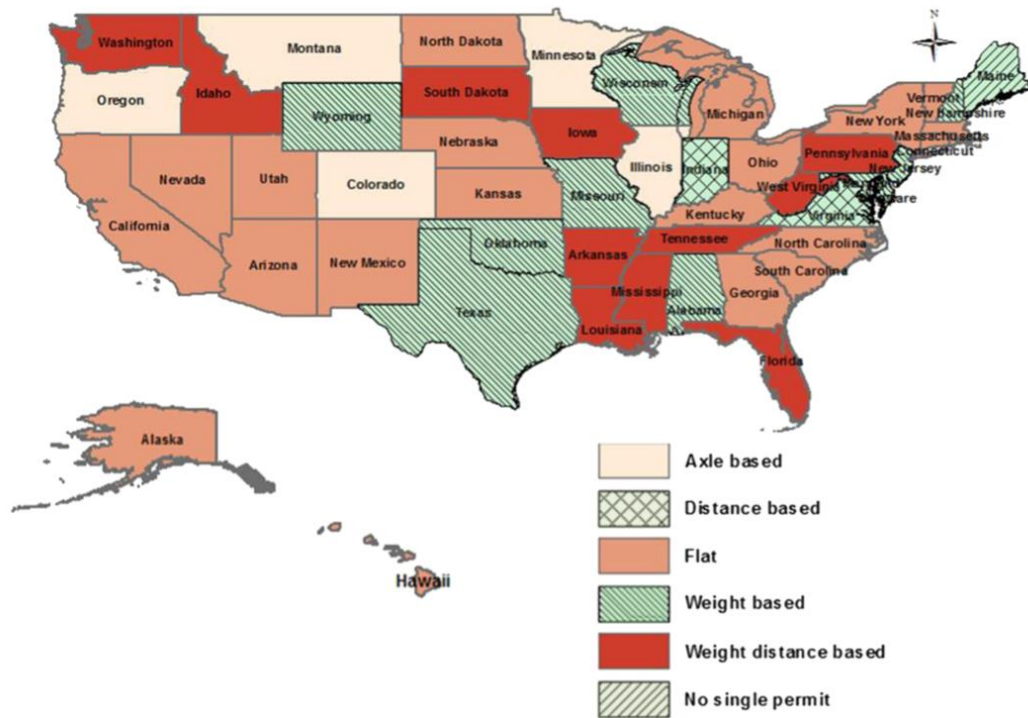 N
Washington
Montana
North Dakota
Minnesota
Oregon
Idaho
Wyoming
South Dakota
Wisconsin
Michigan
Maine
Vermont
New Hampshire
New York
Massachusetts
Connecticut
Nebraska
Iowa
Illinois
Indiana
Ohio
Pennsylvania
New Jersey
Nevada
Utah
Colorado
Kansas
Missouri
West Virginia
Virginia
Kentucky
California
Arizona
New Mexico
Oklahoma
Arkansas
Tennessee
North Carolina
South Carolina
Texas
Louisiana
Mississippi
Alabama
Georgia
Florida
Alaska
Hawaii
Axle based
Distance based
Flat
Weight based
Weight distance based
No single permit